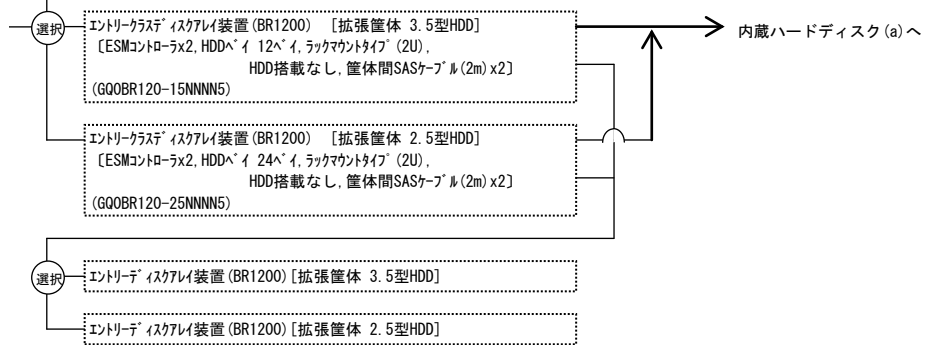 選択
エントリークラスディスクアレイ装置(BR1200) [拡張筐体 3.5型HDD]
〔ESMコントローラx2,HDDベイ 12ベイ,ラックマウントタイプ(2U),
HDD搭載なし,筐体間SASケーブル(2m)x2〕
(GQOBR120-15NNNN5)
内蔵ハードディスク(a)へ
エントリークラスディスクアレイ装置(BR1200) [拡張筐体 2.5型HDD]
〔ESMコントローラx2,HDDベイ 24ベイ,ラックマウントタイプ(2U),
HDD搭載なし,筐体間SASケーブル(2m)x2〕
(GQOBR120-25NNNN5)
選択
エントリーディスクアレイ装置(BR1200)[拡張筐体 3.5型HDD]
エントリーディスクアレイ装置(BR1200)[拡張筐体 2.5型HDD]